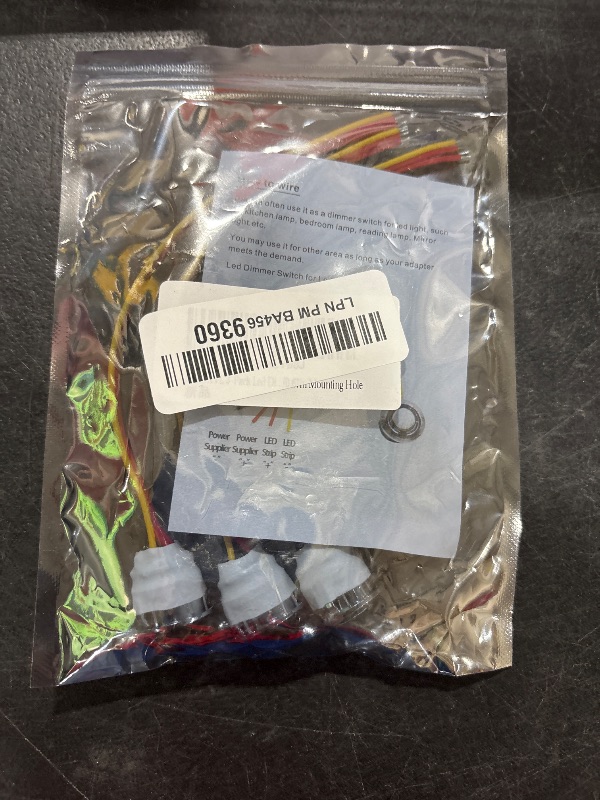 to wire
often use it as a dimmer switch for led light, such
Kitchen lamp, bedroom lamp, reading lamp, Mirror
light etc.
You may use it for other area as long as your adapter
meets the demand.
Led Dimmer Switch for
LPN PM BA456 9360
Mounting Hole
Power Power LED LED
Supplier Supplier Strip Strip
"-" "+" "+" "-"